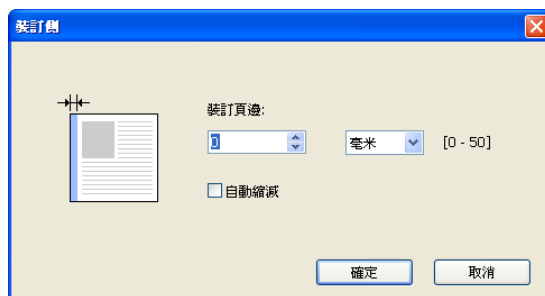 裝訂側
裝訂頁邊:
0 毫米 [0 - 50]
自動縮減
確定 取消